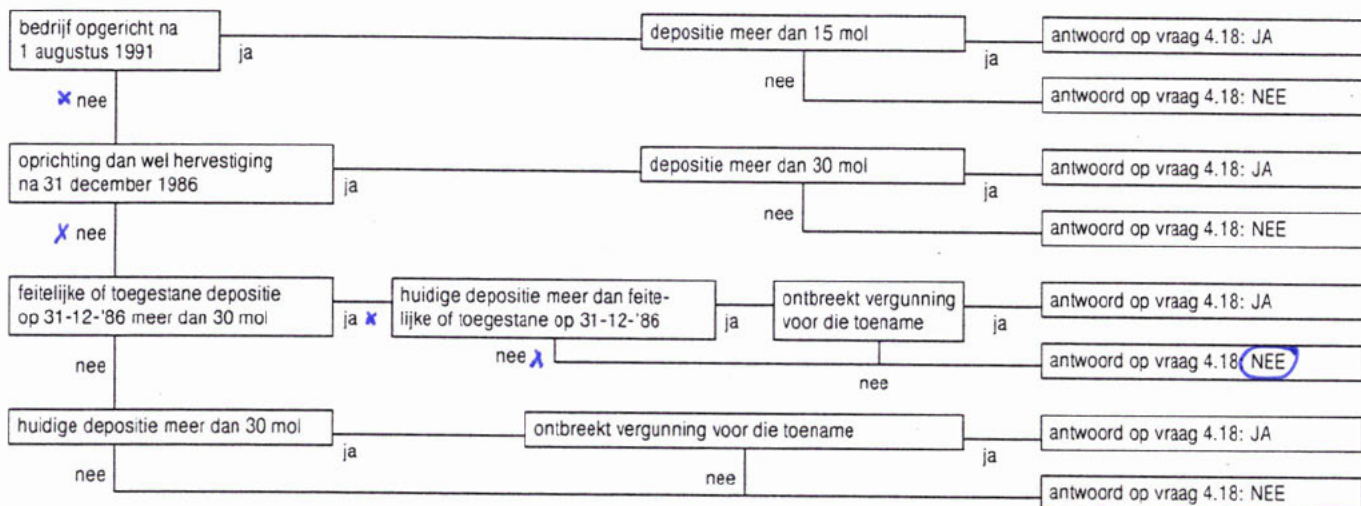 bedrijf opgericht na
1 augustus 1991
ja
depositie meer dan 15 mol
ja
antwoord op vraag 4.18: JA
nee
antwoord op vraag 4.18: NEE
x nee
oprichting dan wel hervestiging
na 31 december 1986
ja
depositie meer dan 30 mol
ja
antwoord op vraag 4.18: JA
nee
antwoord op vraag 4.18: NEE
x nee
feitelijke of toegestane depositie
op 31-12-'86 meer dan 30 mol
ja x
huidige depositie meer dan feite-
lijke of toegestane op 31-12-'86
ja
ontbreekt vergunning
voor die toename
ja
antwoord op vraag 4.18: JA
nee x
nee
antwoord op vraag 4.18: NEE
nee
huidige depositie meer dan 30 mol
ja
ontbreekt vergunning voor die toename
ja
antwoord op vraag 4.18: JA
nee
nee
antwoord op vraag 4.18: NEE